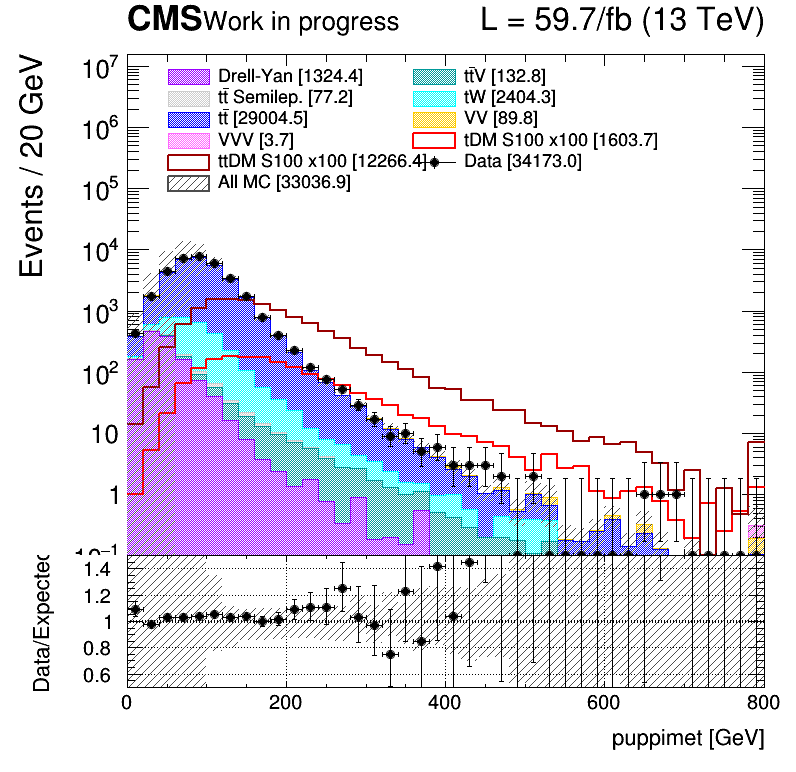 CMS Work in progress L = 59.7/fb (13 TeV)
Events / 20 GeV
10⁷
10⁶
10⁵
10⁴
10³
10²
10
1
10⁻¹
Drell-Yan [1324.4] tt̄V [132.8]
tt̄ Semilep. [77.2] tW [2404.3]
tt̄ [29004.5] VV [89.8]
VVV [3.7] tDM S100 x100 [1603.7]
ttDM S100 x100 [12266.4] Data [34173.0]
All MC [33036.9]
Data/Expected
1.4
1.2
1
0.8
0.6
0 200 400 600 800
puppimet [GeV]